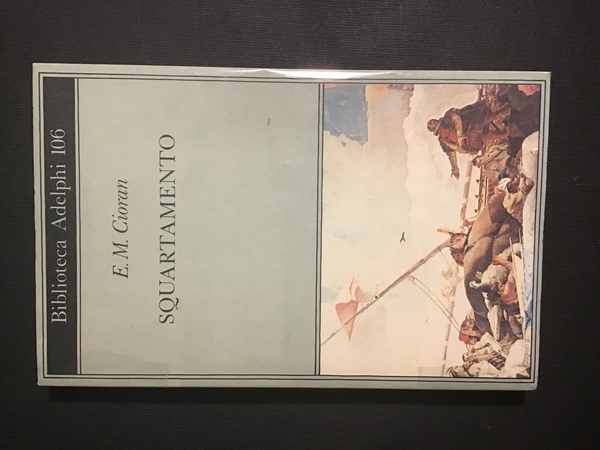 Biblioteca Adelphi 106
E. M. Cioran
SQUARTAMENTO